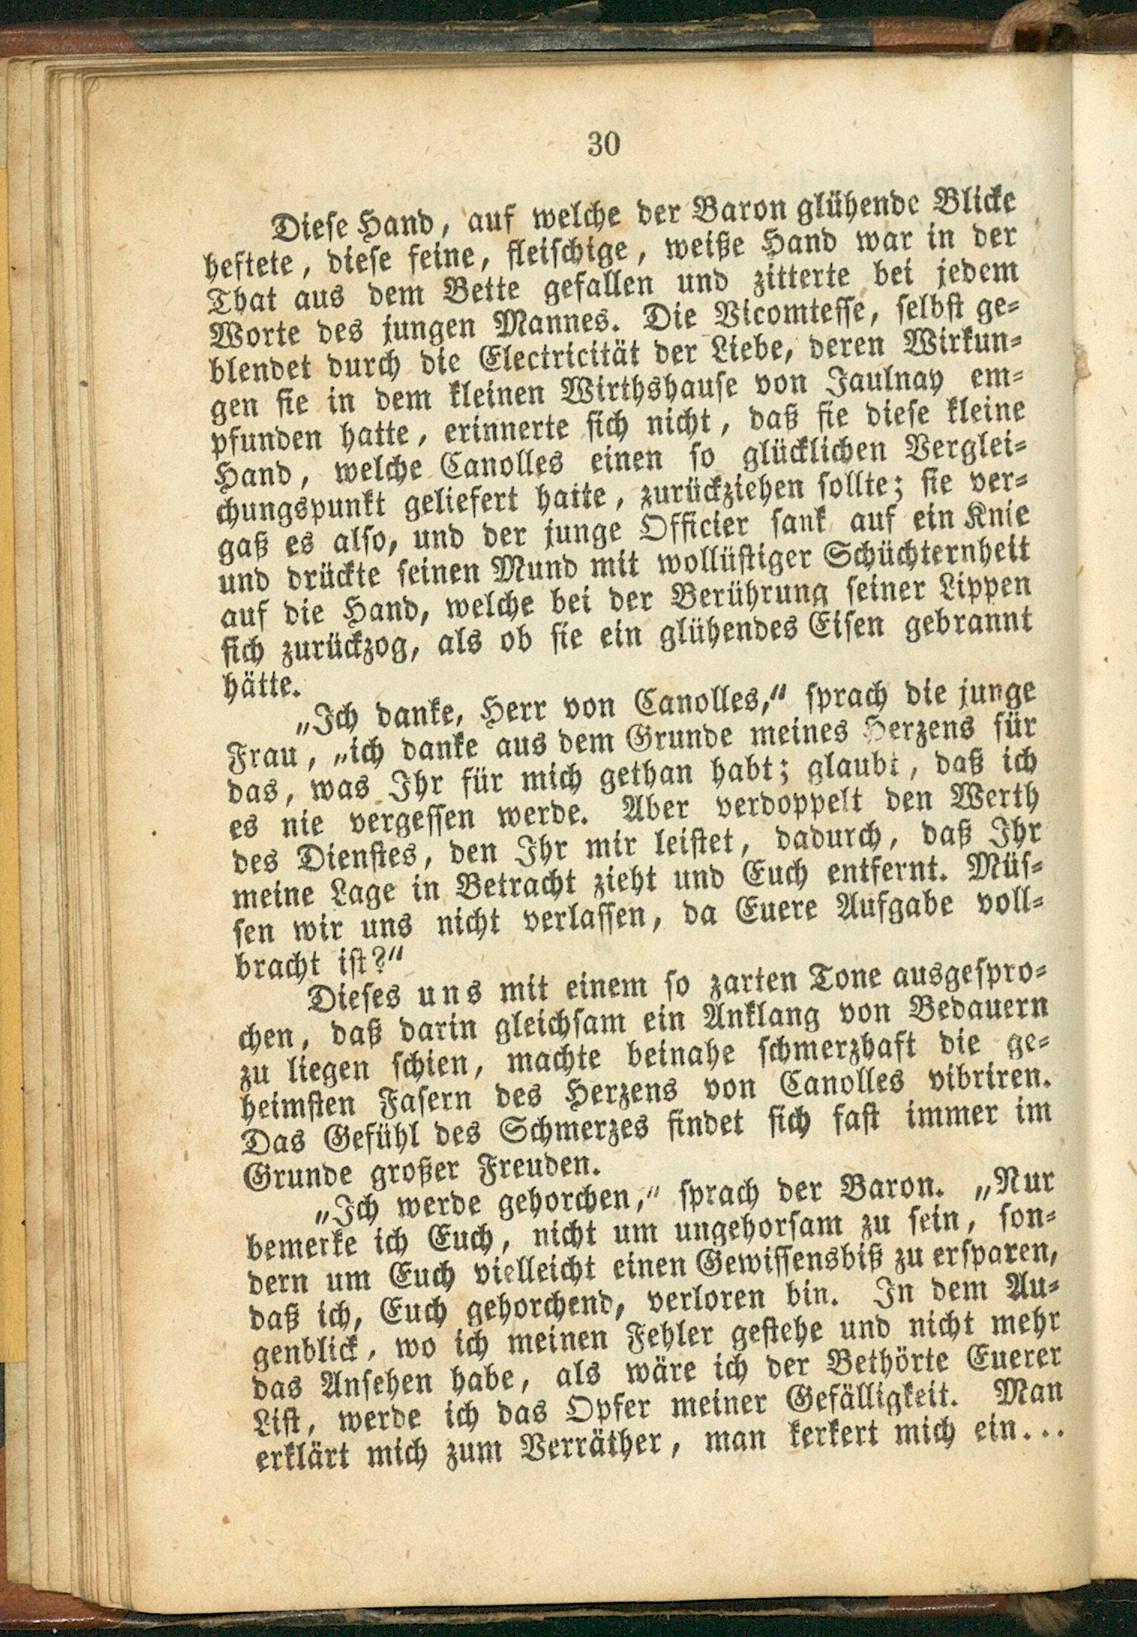 30
Diese Hand, auf welche der Baron glühende Blicke
heftete, diese feine, fleischige, weiße Hand war in der
That aus dem Bette gefallen und zitterte bei jedem
Worte des jungen Mannes. Die Vicomtesse, selbst ge-
blendet durch die Electricität der Liebe, deren Wirkun-
gen sie in dem kleinen Wirthshause von Jaulnay em-
pfunden hatte, erinnerte sich nicht, daß sie diese kleine
Hand, welche Canolles einen so glücklichen Verglei-
chungspunkt geliefert hatte, zurückziehen sollte; sie ver-
gaß es also, und der junge Officier sank auf ein Knie
und drückte seinen Mund mit wollüstiger Schüchternheit
auf die Hand, welche bei der Berührung seiner Lippen
sich zurückzog, als ob sie ein glühendes Eisen gebrannt
hätte.
„Ich danke, Herr von Canolles,“ sprach die junge
Frau, „ich danke aus dem Grunde meines Herzens für
das, was Ihr für mich gethan habt; glaubt, daß ich
es nie vergessen werde. Aber verdoppelt den Werth
des Dienstes, den Ihr mir leistet, dadurch, daß Ihr
meine Lage in Betracht zieht und Euch entfernt. Müs-
sen wir uns nicht verlassen, da Euere Aufgabe voll-
bracht ist?“
Dieses uns mit einem so zarten Tone ausgespro-
chen, daß darin gleichsam ein Anklang von Bedauern
zu liegen schien, machte beinahe schmerzhaft die ge-
heimsten Fasern des Herzens von Canolles vibriren.
Das Gefühl des Schmerzes findet sich fast immer im
Grunde großer Freuden.
„Ich werde gehorchen,“ sprach der Baron. „Nur
bemerke ich Euch, nicht um ungehorsam zu sein, son-
dern um Euch vielleicht einen Gewissensbiß zu ersparen,
daß ich, Euch gehorchend, verloren bin. In dem Au-
genblick, wo ich meinen Fehler gestehe und nicht mehr
das Ansehen habe, als wäre ich der Bethörte Euerer
List, werde ich das Opfer meiner Gefälligkeit. Man
erklärt mich zum Verräther, man kerkert mich ein...